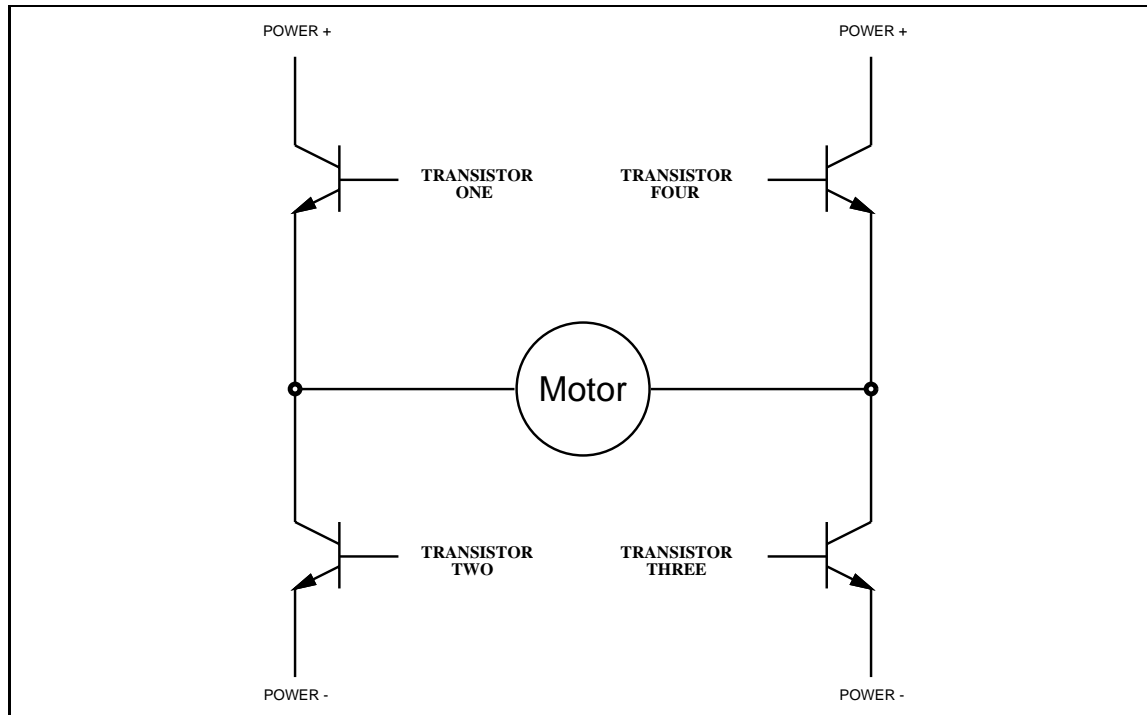 POWER +
POWER +
TRANSISTOR
ONE
TRANSISTOR
FOUR
Motor
TRANSISTOR
TWO
TRANSISTOR
THREE
POWER -
POWER -